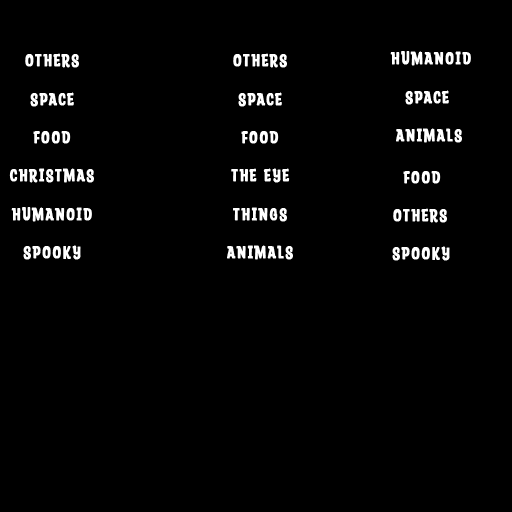 OTHERS OTHERS HUMANOID
SPACE SPACE SPACE
FOOD FOOD ANIMALS
CHRISTMAS THE EYE FOOD
HUMANOID THINGS OTHERS
SPOOKY ANIMALS SPOOKY